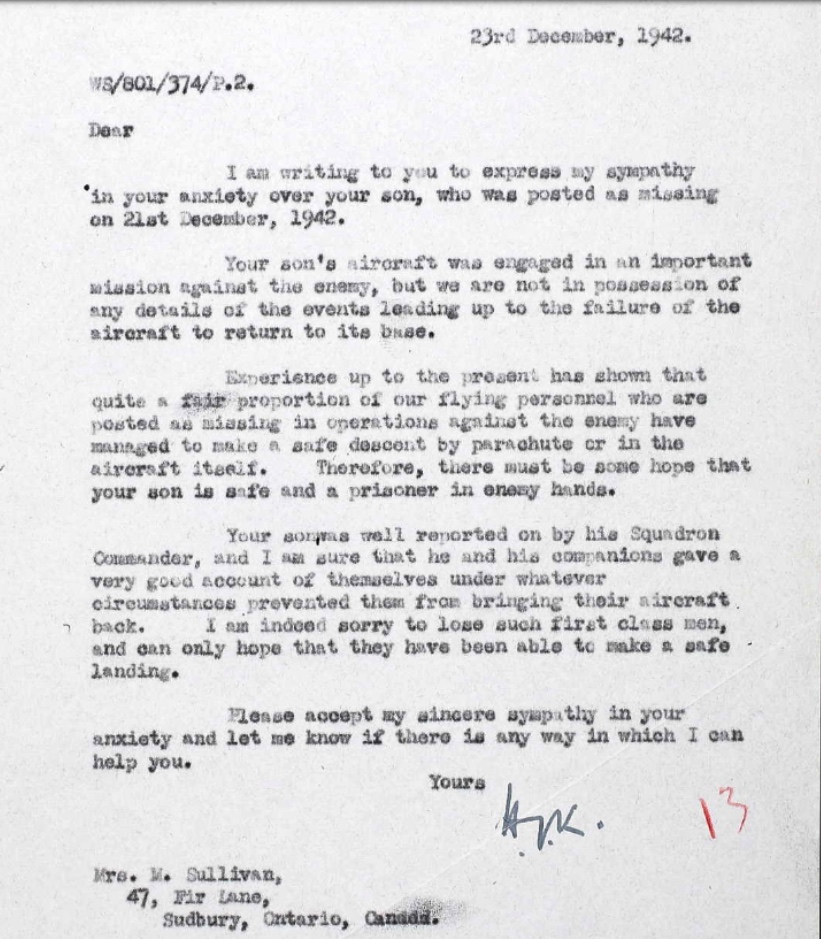 23rd December, 1942.
WS/801/374/P.2.
Dear
I am writing to you to express my sympathy
in your anxiety over your son, who was posted as missing
on 21st December, 1942.
Your son's aircraft was engaged in an important
mission against the enemy, but we are not in possession of
any details of the events leading up to the failure of the
aircraft to return to its base.
Experience up to the present has shown that
quite a fair proportion of our flying personnel who are
posted as missing in operations against the enemy have
managed to make a safe descent by parachute or in the
aircraft itself. Therefore, there must be some hope that
your son is safe and a prisoner in enemy hands.
Your son was well reported on by his Squadron
Commander, and I am sure that he and his companions gave a
very good account of themselves under whatever
circumstances prevented them from bringing their aircraft
back. I am indeed sorry to lose such first class men,
and can only hope that they have been able to make a safe
landing.
Please accept my sincere sympathy in your
anxiety and let me know if there is any way in which I can
help you.
Yours
13
Mrs. M. Sullivan,
47, Fir Lane,
Sudbury, Ontario, Canada.